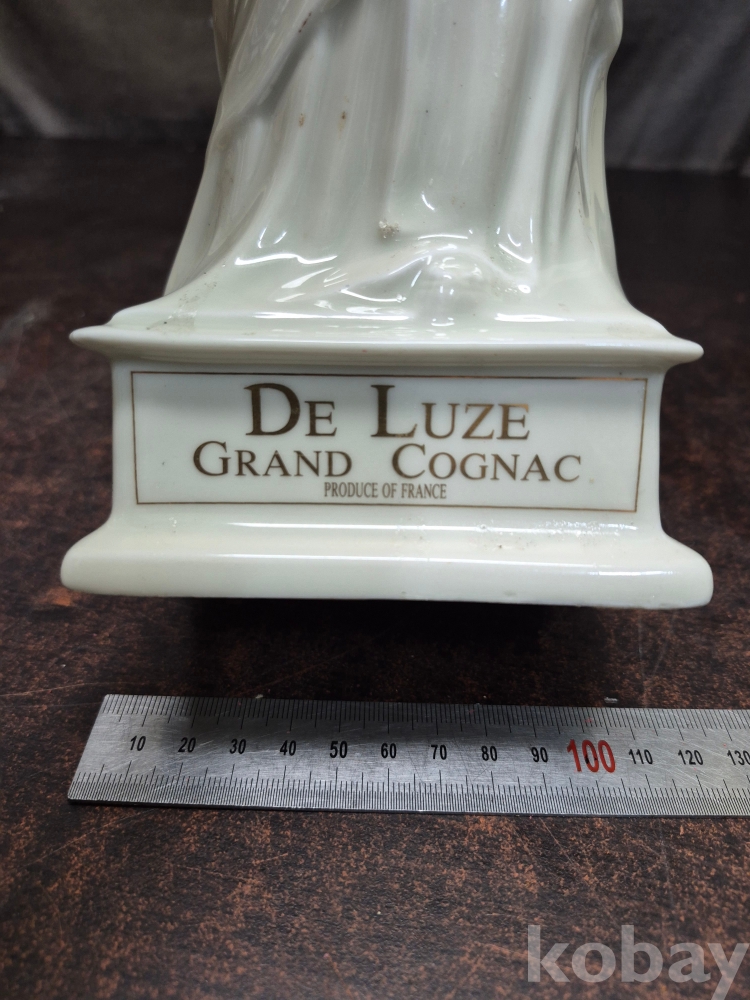 DE LUZE
GRAND COGNAC
PRODUCE OF FRANCE
10 20 30 40 50 60 70 80 90 100 110 120 130
kobay